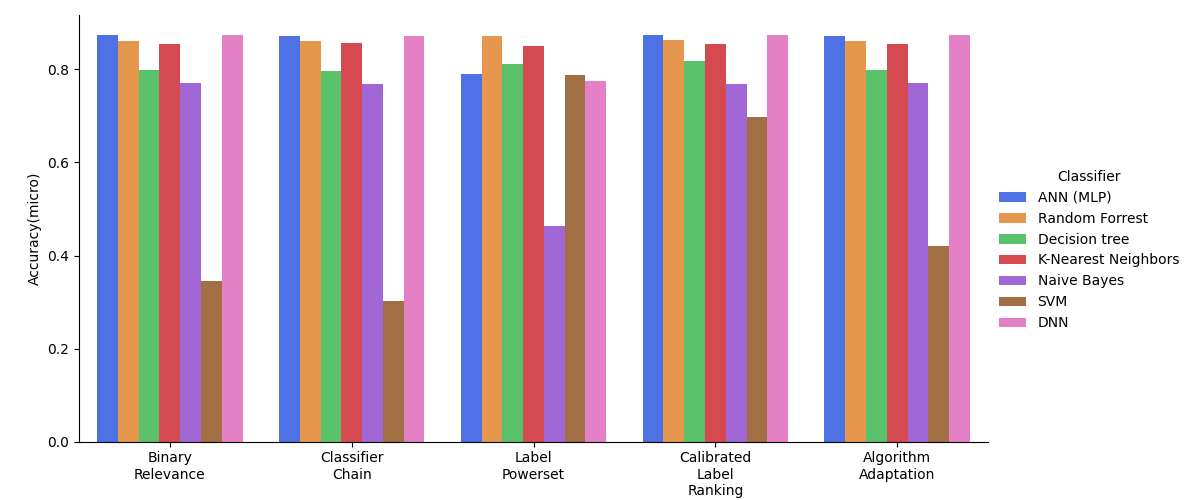 Accuracy(micro)
0.8
0.6
0.4
0.2
0.0
Binary
Relevance
Classifier
Chain
Label
Powerset
Calibrated
Label
Ranking
Algorithm
Adaptation
Classifier
ANN (MLP)
Random Forrest
Decision tree
K-Nearest Neighbors
Naive Bayes
SVM
DNN